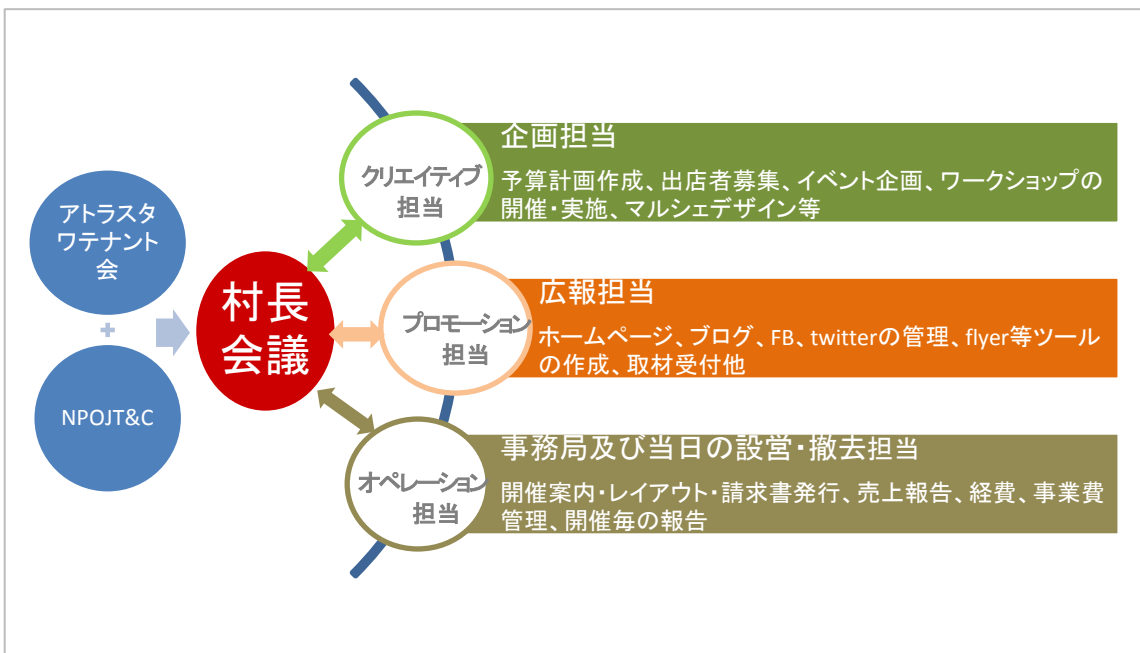 アトラスタ
ワテナント
会
+
NPOJT&C
村長
会議
クリエイティブ
担当
企画担当
予算計画作成、出店者募集、イベント企画、ワークショップの
開催・実施、マルシェデザイン等
プロモーション
担当
広報担当
ホームページ、ブログ、FB、twitterの管理、flyer等ツール
の作成、取材受付他
オペレーション
担当
事務局及び当日の設営・撤去担当
開催案内・レイアウト・請求書発行、売上報告、経費、事業費
管理、開催毎の報告